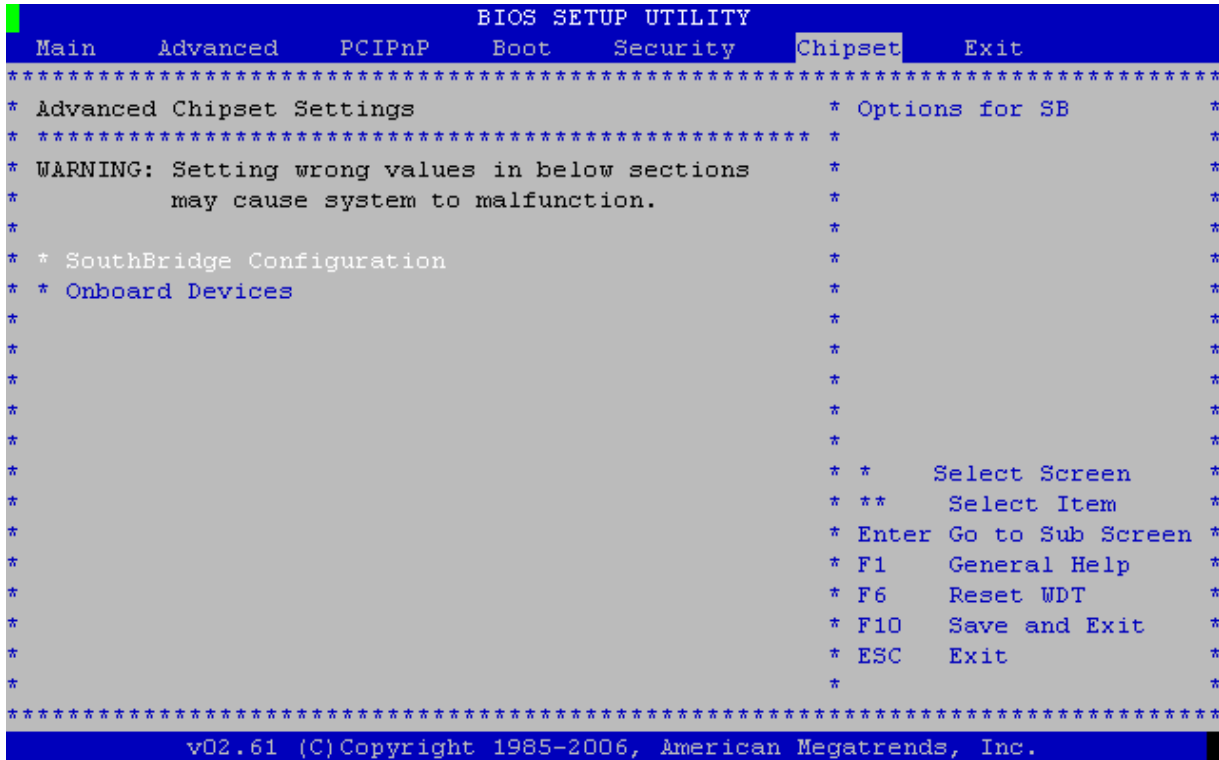 BIOS SETUP UTILITY
Main Advanced PCIPnP Boot Security Chipset Exit
********************************************************************************
* Advanced Chipset Settings * Options for SB *
* *************************************************** * *
* WARNING: Setting wrong values in below sections * *
* may cause system to malfunction. * *
* * *
* * SouthBridge Configuration * *
* * Onboard Devices * *
* * *
* * *
* * *
* * *
* * *
* * * Select Screen *
* * ** Select Item *
* * Enter Go to Sub Screen *
* * F1 General Help *
* * F6 Reset WDT *
* * F10 Save and Exit *
* * ESC Exit *
* * *
********************************************************************************
v02.61 (C)Copyright 1985-2006, American Megatrends, Inc.